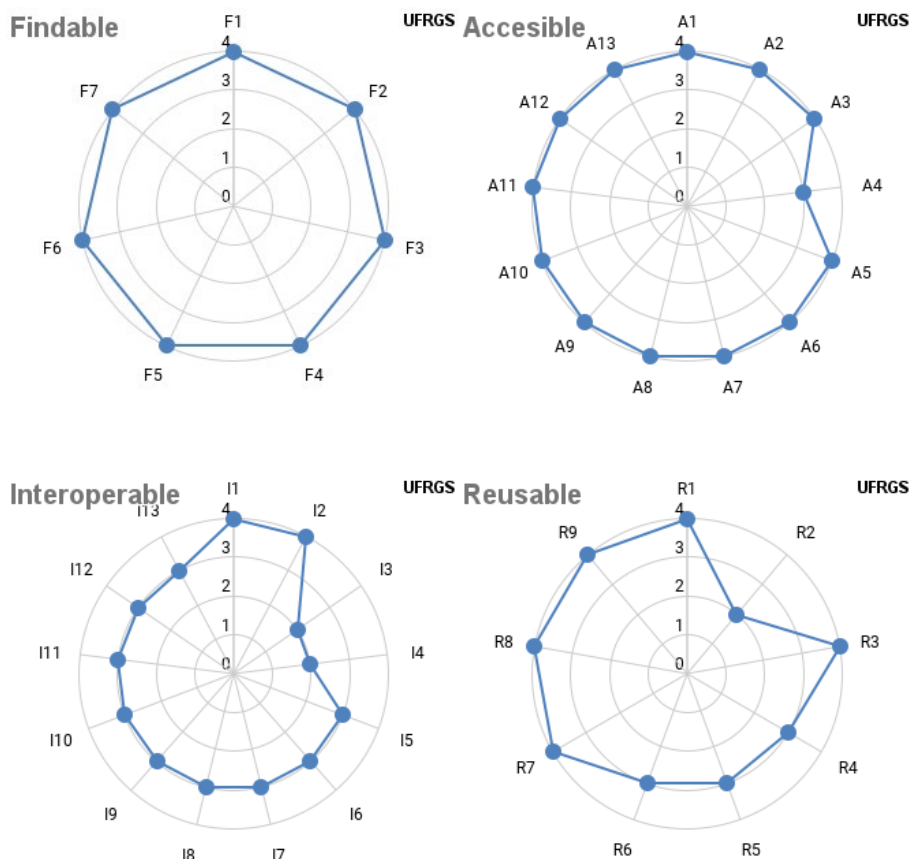 Findable
UFRGS
F1
F2
F3
F4
F5
F6
F7
4
3
2
1
0
Accesible
UFRGS
A1
A2
A3
A4
A5
A6
A7
A8
A9
A10
A11
A12
A13
4
3
2
1
0
Interoperable
UFRGS
I1
I2
I3
I4
I5
I6
I7
I8
I9
I10
I11
I12
I13
4
3
2
1
0
Reusable
UFRGS
R1
R2
R3
R4
R5
R6
R7
R8
R9
4
3
2
1
0